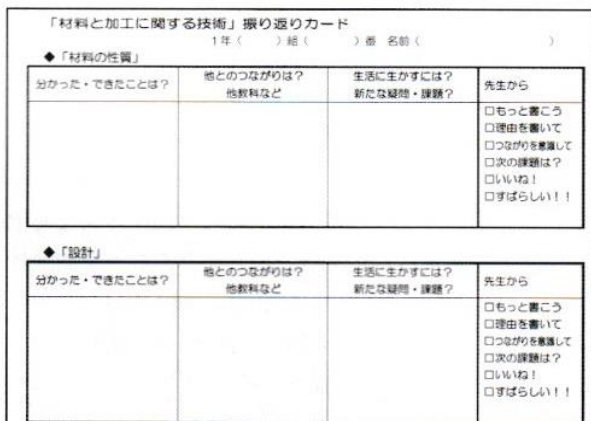 「材料と加工に関する技術」振り返りカード
1年（　　）組（　　）番 名前（　　　　　　）
◆「材料の性質」
分かった・できたことは？
他とのつながりは？
他教科など
生活に生かすには？
新たな疑問・課題？
先生から
□もっと書こう
□理由を書いて
□つながりを意識して
□次の課題は？
□いいね！
□すばらしい！！
◆「設計」
分かった・できたことは？
他とのつながりは？
他教科など
生活に生かすには？
新たな疑問・課題？
先生から
□もっと書こう
□理由を書いて
□つながりを意識して
□次の課題は？
□いいね！
□すばらしい！！